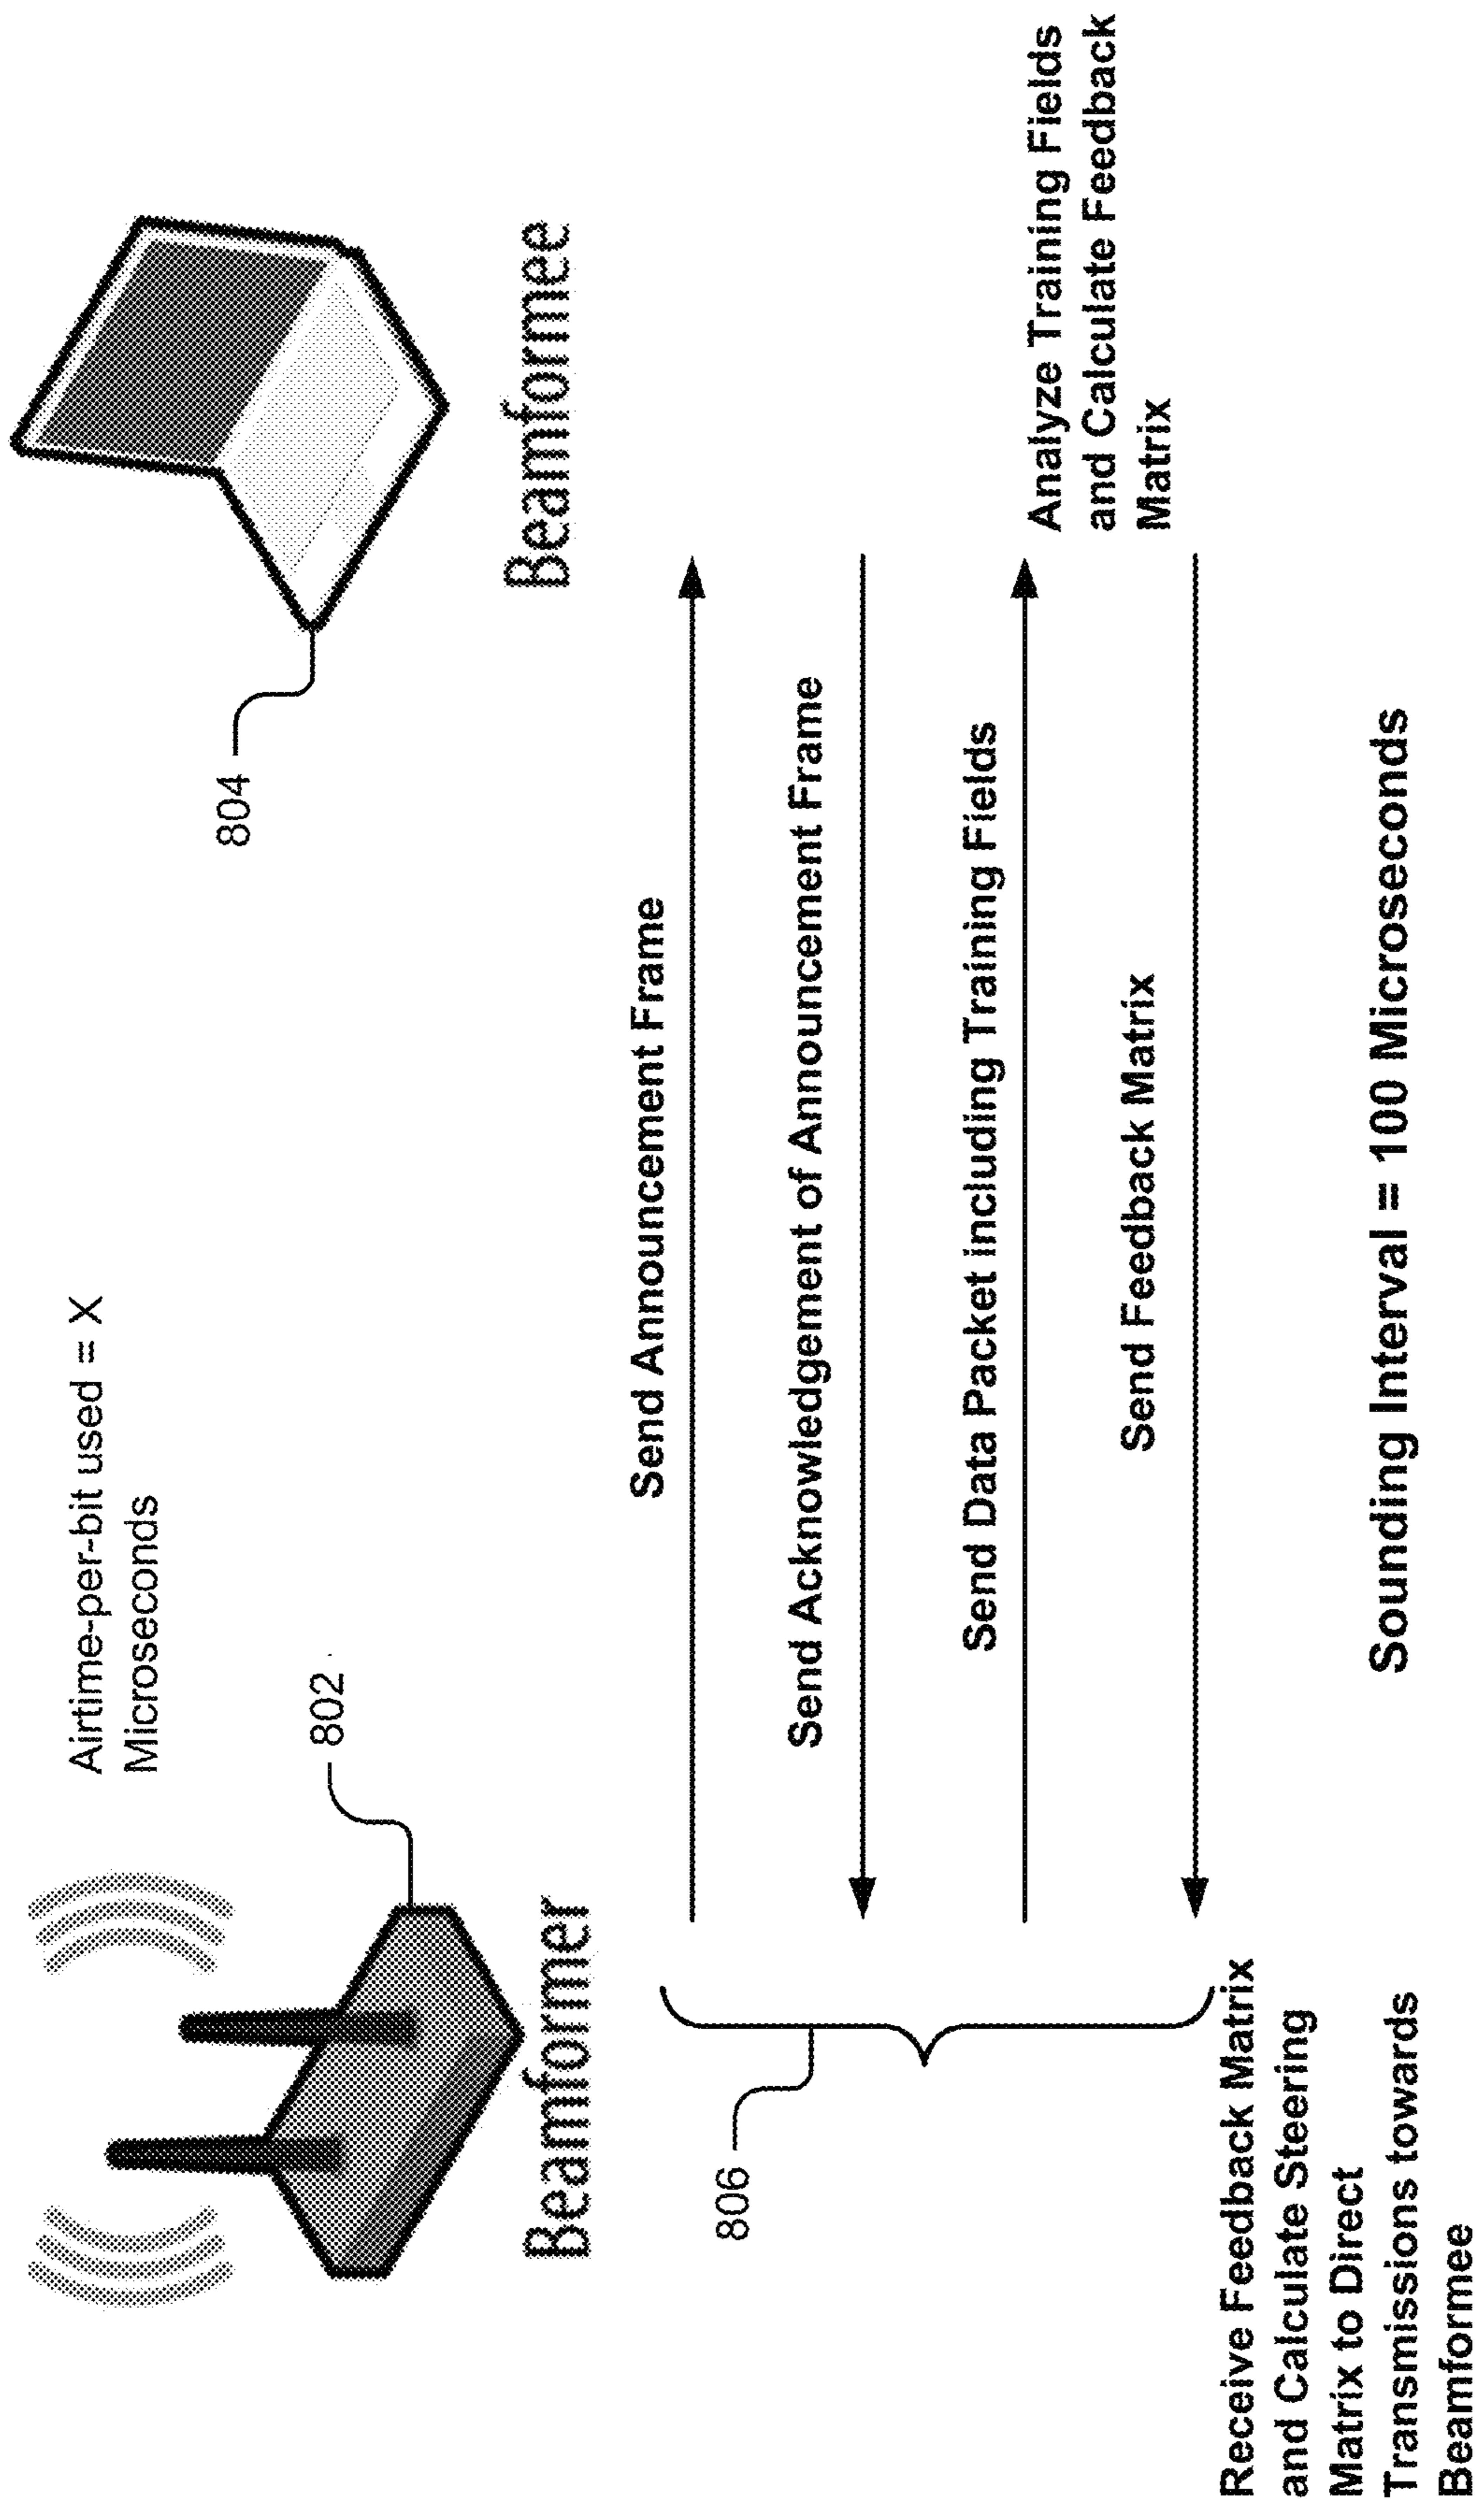 Airtime-per-bit used = X
Microseconds
802
804
Beamformer
Beamformee
Send Announcement Frame
806
Send Acknowledgement of Announcement Frame
Send Data Packet including Training Fields
Analyze Training Fields
and Calculate Feedback
Matrix
Send Feedback Matrix
Receive Feedback Matrix
and Calculate Steering
Matrix to Direct
Transmissions towards
Beamformee
Sounding Interval = 100 Microseconds